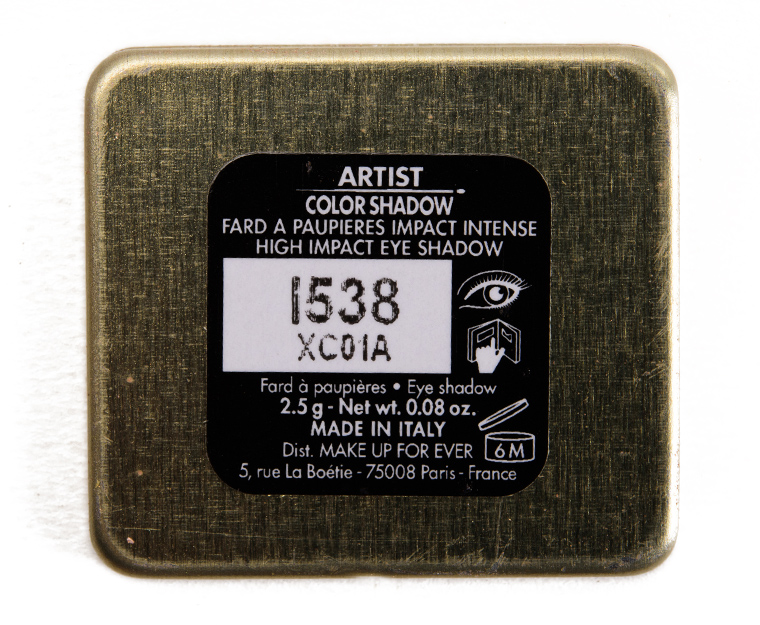 ARTIST
COLOR SHADOW
FARD A PAUPIERES IMPACT INTENSE
HIGH IMPACT EYE SHADOW
I538
XC01A
Fard à paupières • Eye shadow
2.5 g - Net wt. 0.08 oz.
MADE IN ITALY
Dist. MAKE UP FOR EVER
6M
5, rue La Boétie - 75008 Paris - France